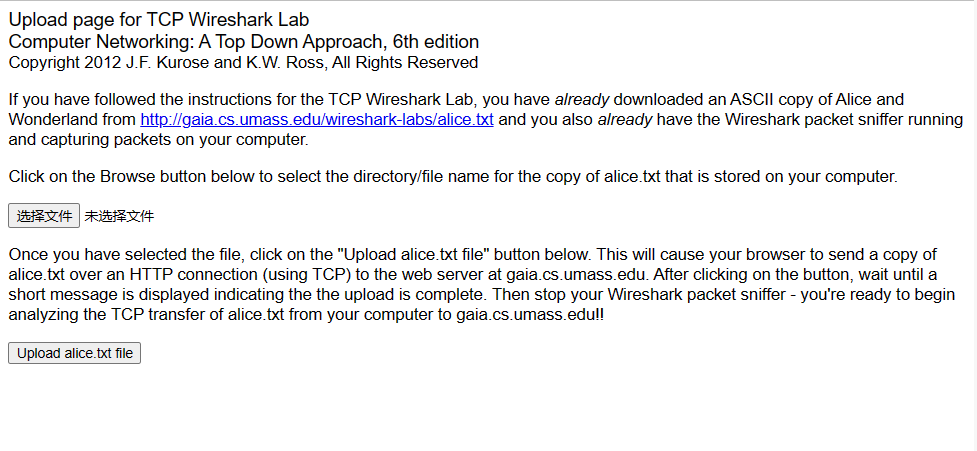 Upload page for TCP Wireshark Lab
Computer Networking: A Top Down Approach, 6th edition
Copyright 2012 J.F. Kurose and K.W. Ross, All Rights Reserved
If you have followed the instructions for the TCP Wireshark Lab, you have already downloaded an ASCII copy of Alice and
Wonderland from http://gaia.cs.umass.edu/wireshark-labs/alice.txt and you also already have the Wireshark packet sniffer running
and capturing packets on your computer.
Click on the Browse button below to select the directory/file name for the copy of alice.txt that is stored on your computer.
选择文件 未选择文件
Once you have selected the file, click on the "Upload alice.txt file" button below. This will cause your browser to send a copy of
alice.txt over an HTTP connection (using TCP) to the web server at gaia.cs.umass.edu. After clicking on the button, wait until a
short message is displayed indicating the the upload is complete. Then stop your Wireshark packet sniffer - you're ready to begin
analyzing the TCP transfer of alice.txt from your computer to gaia.cs.umass.edu!!
Upload alice.txt file